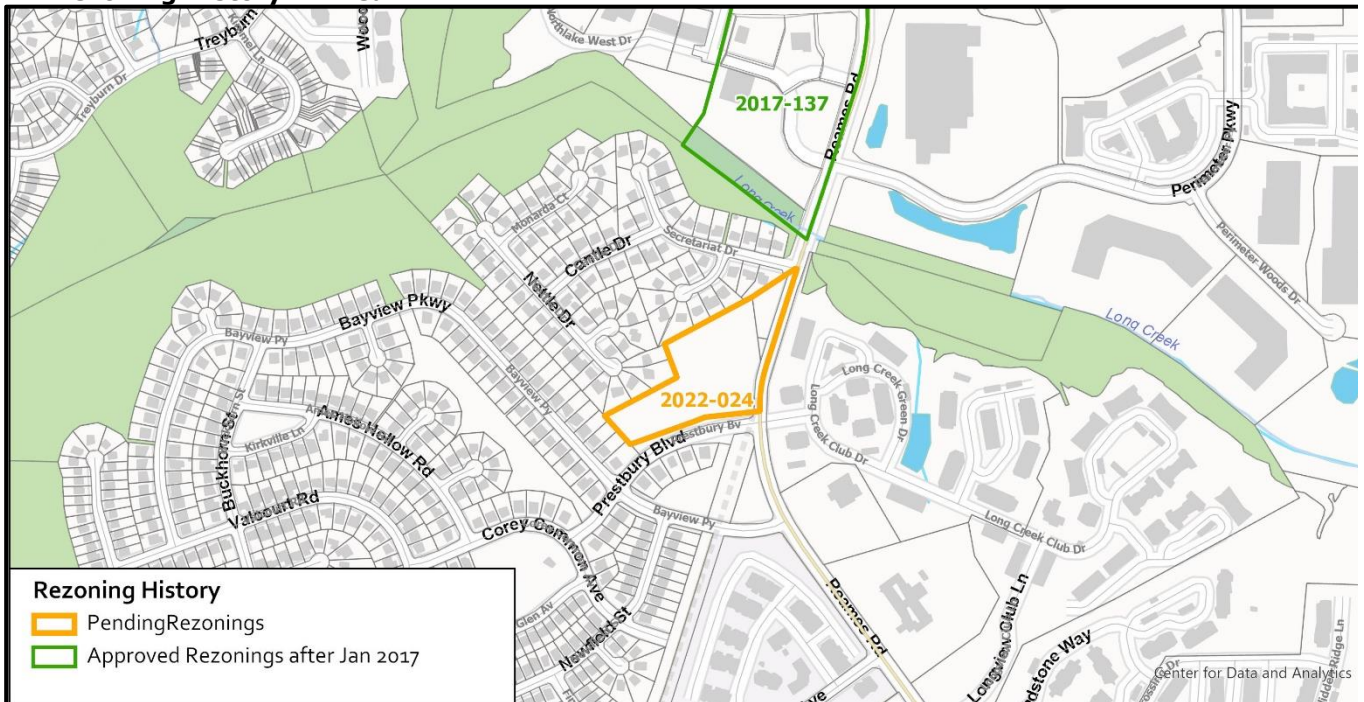 Treyburn
Treyburn Dr
Northlake West Dr
2017-137
Reames Rd
Perimeter Pkwy
Perimeter Woods Dr
Long Creek
Monarda Ct
Cantle Dr
Secretariat Dr
Nettle Dr
Long Creek
Bayview Pkwy
Bayview Py
Bayview Py
2022-024
Long Creek Green Dr
Long Creek Club Dr
Prestbury Blvd
Kirkville Ln
Ames Hollow Rd
Buckhorn St
Valcourt Rd
Corey Common Ave
Bayview Py
Long Creek Club Dr
Glen Av
Newfield St
Reames Rd
Longview Club Ln
Rezoning History
PendingRezonings
Approved Rezonings after Jan 2017
Center for Data and Analytics